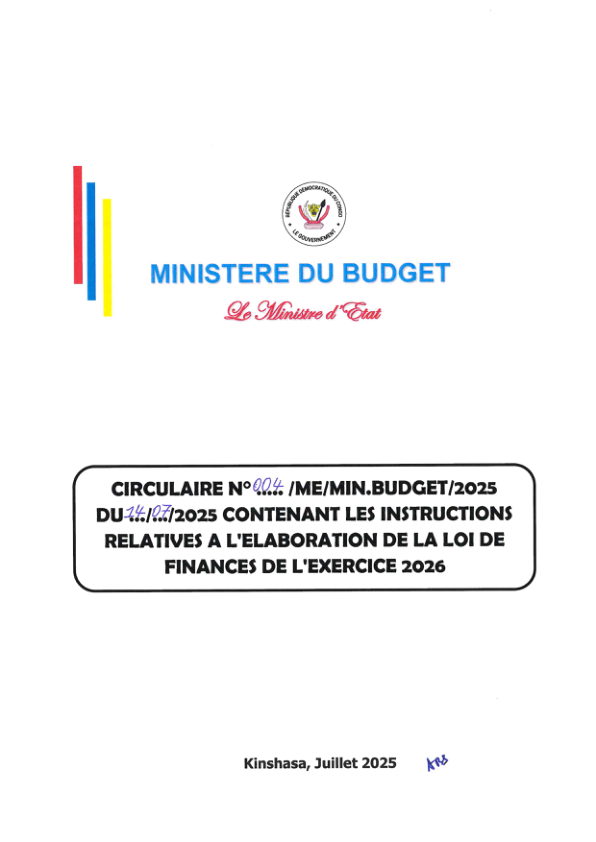 RÉPUBLIQUE DÉMOCRATIQUE DU CONGO
LE GOUVERNEMENT
MINISTERE DU BUDGET
Le Ministre d'Etat
CIRCULAIRE N° 004 /ME/MIN.BUDGET/2025
DU 14/07/2025 CONTENANT LES INSTRUCTIONS
RELATIVES A L'ELABORATION DE LA LOI DE
FINANCES DE L'EXERCICE 2026
Kinshasa, Juillet 2025